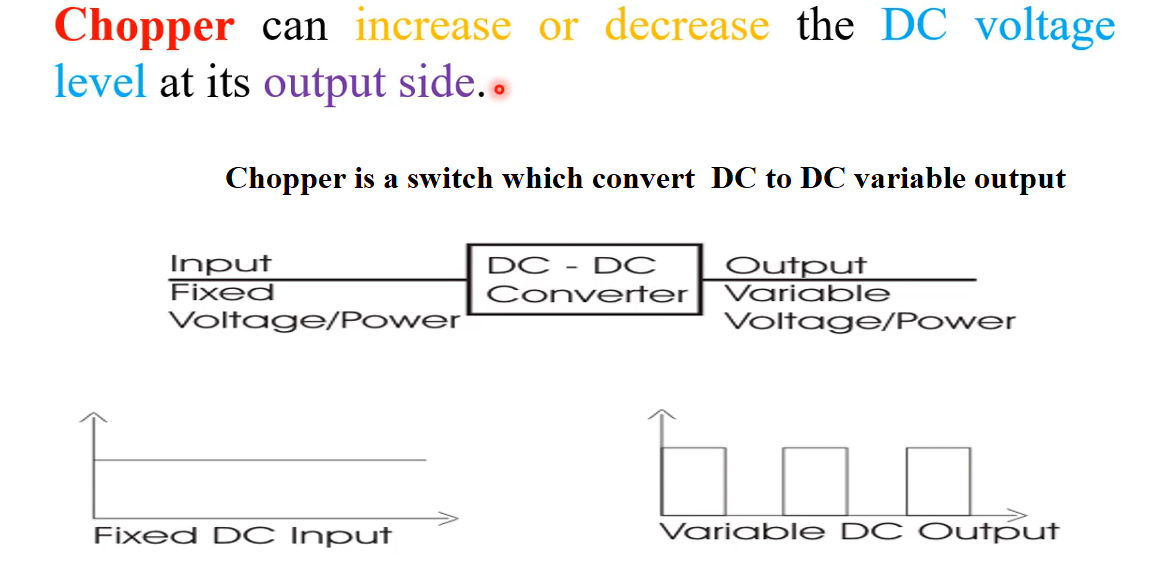 Chopper can increase or decrease the DC voltage
level at its output side.
Chopper is a switch which convert DC to DC variable output
Input
Fixed
Voltage/Power
DC - DC
Converter
Output
Variable
Voltage/Power
Fixed DC Input
Variable DC Output